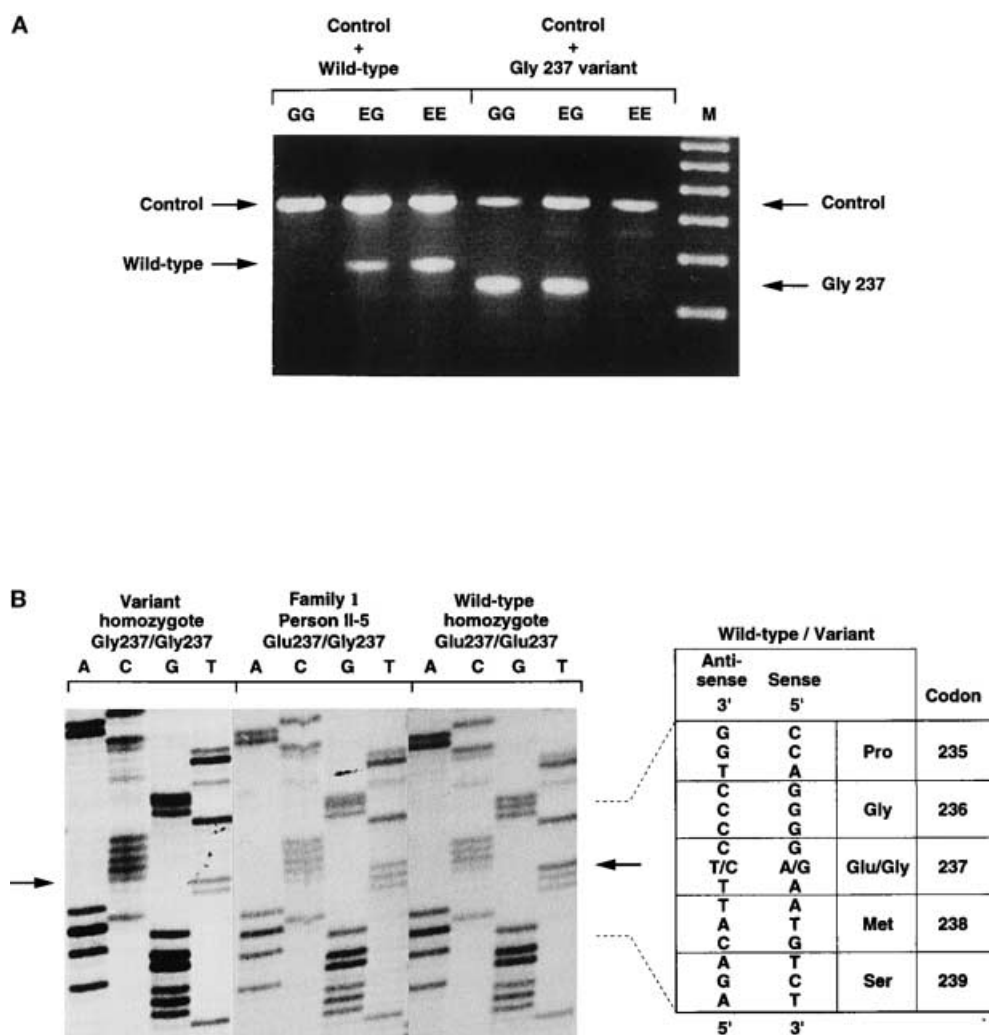 A
Control + Wild-type
Control + Gly 237 variant
GG EG EE GG EG EE M
Control
Control
Wild-type
Gly 237
B
Variant homozygote Gly237/Gly237
Family 1 Person II-5 Glu237/Glu237
Wild-type homozygote Glu237/Glu237
A C G T A C G T A C G T
Wild-type / Variant
Anti-sense 3'
Sense 5'
Codon
G C
G C Pro 235
T A
C G
C G Gly 236
C G
C G
T/C A/G Glu/Gly 237
T A
T A
A T Met 238
C G
A T
G C Ser 239
A T
5' 3'